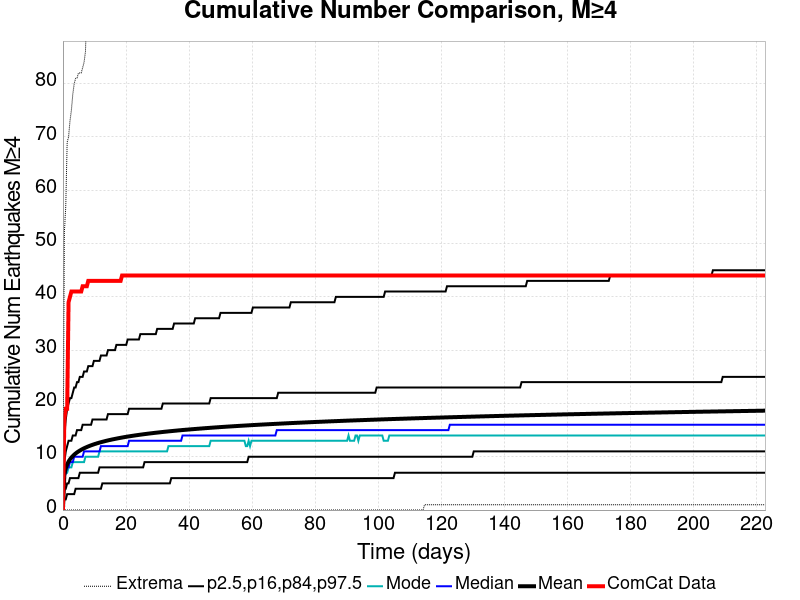 Cumulative Number Comparison, M≥4
Cumulative Num Earthquakes M≥4
80
70
60
50
40
30
20
10
0
0 20 40 60 80 100 120 140 160 180 200 220
Time (days)
Extrema p2.5,p16,p84,p97.5 Mode Median Mean ComCat Data